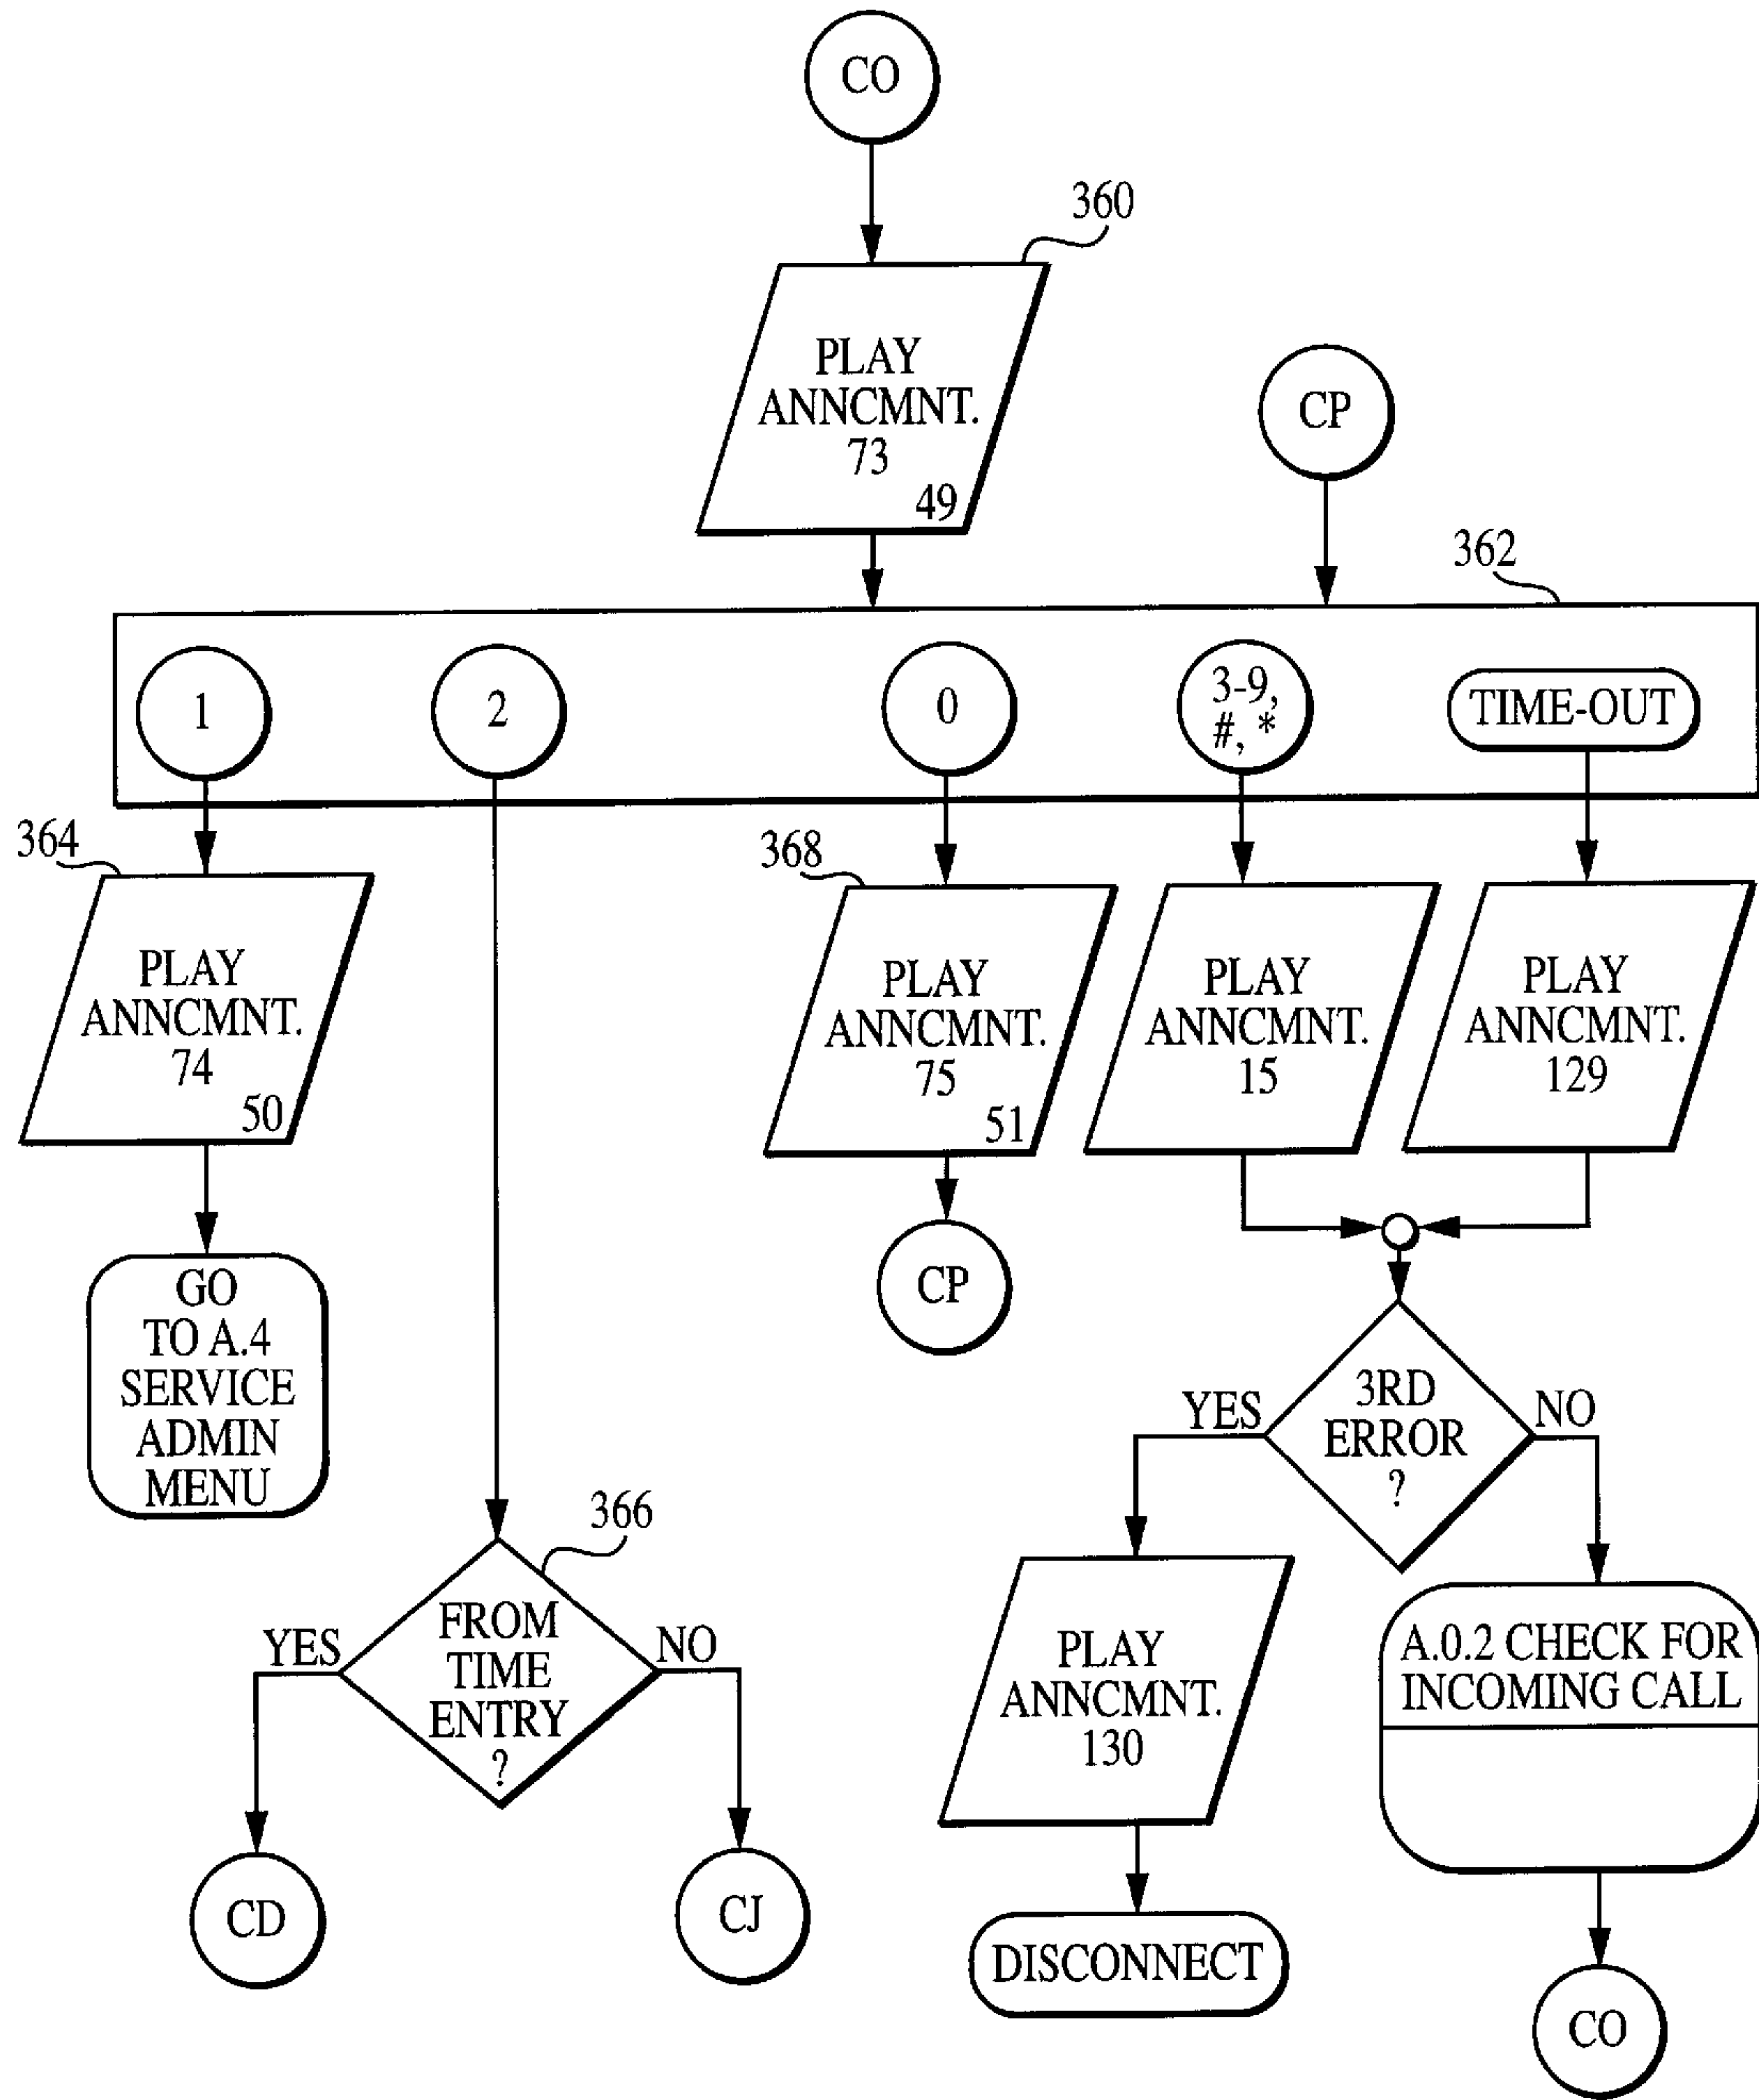 CO
360
PLAY
ANNCMNT.
73
49
CP
362
1
2
0
3-9,
#, *
TIME-OUT
364
PLAY
ANNCMNT.
74
50
368
PLAY
ANNCMNT.
75
51
PLAY
ANNCMNT.
15
PLAY
ANNCMNT.
129
GO
TO A.4
SERVICE
ADMIN
MENU
CP
YES
3RD
ERROR
?
NO
366
FROM
TIME
ENTRY
?
YES
NO
PLAY
ANNCMNT.
130
A.0.2 CHECK FOR
INCOMING CALL
CD
CJ
DISCONNECT
CO